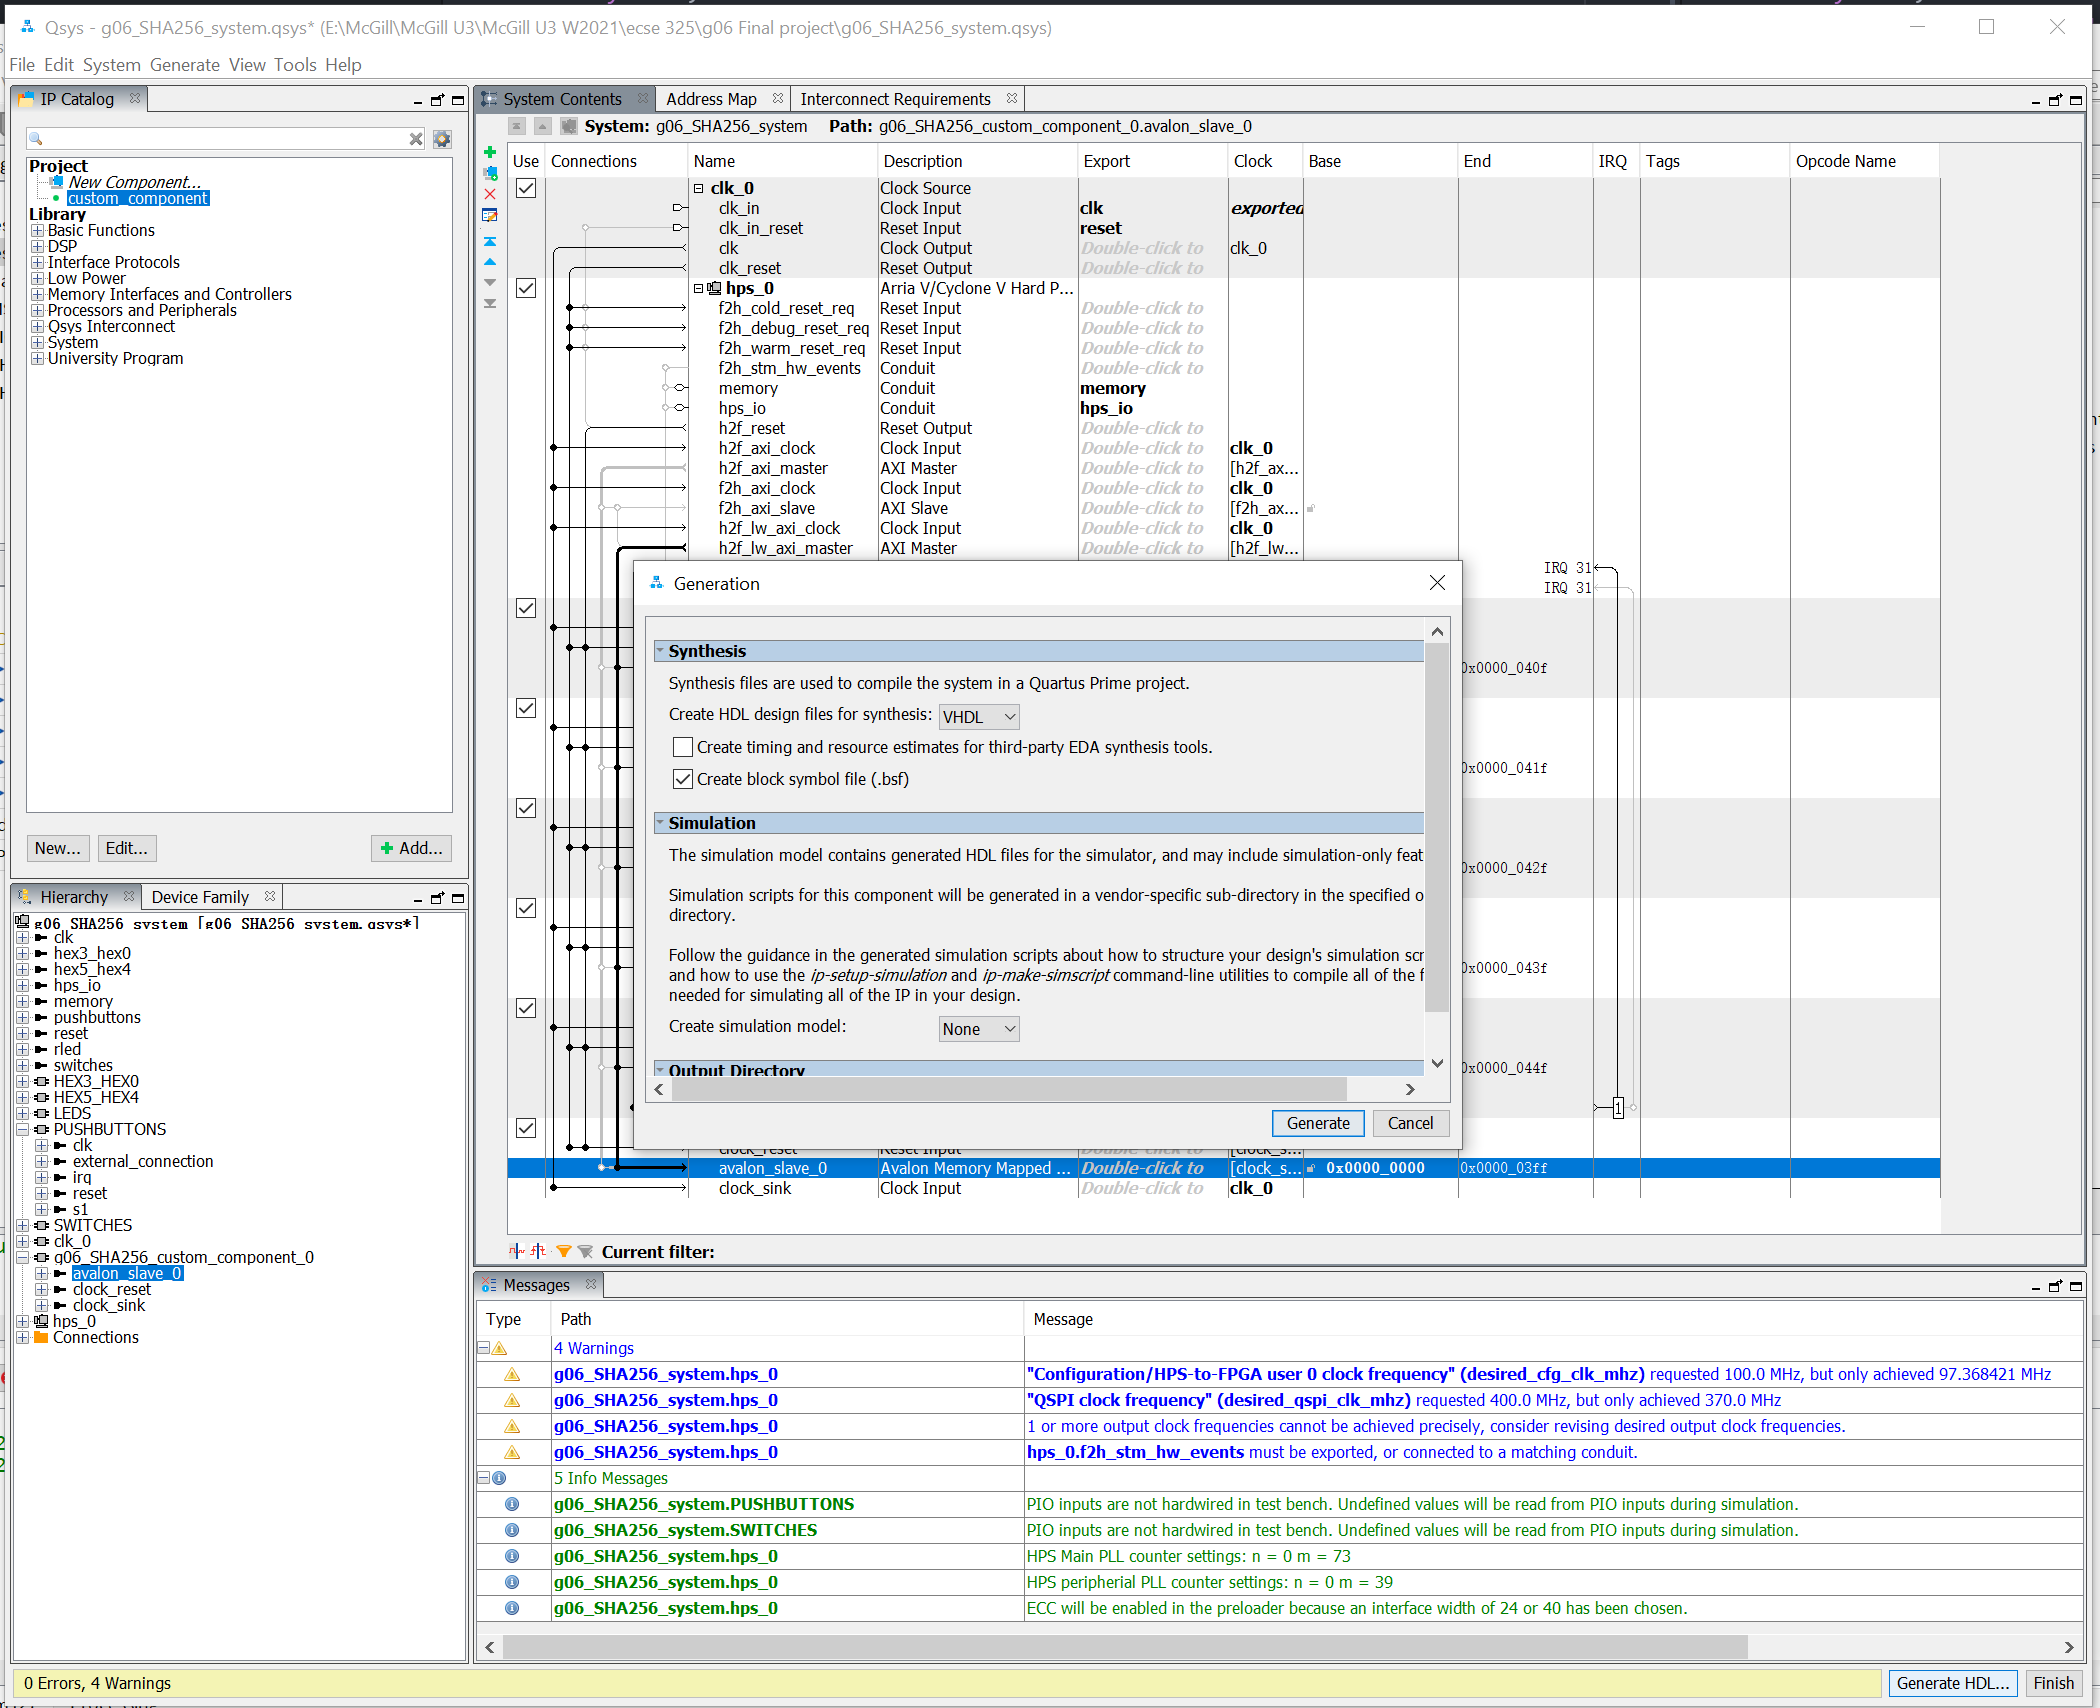 Qsys - g06_SHA256_system.qsys* (E:\McGill\McGill U3\McGill U3 W2021\ecse 325\g06 Final project\g06_SHA256_system.qsys)
File Edit System Generate View Tools Help
IP Catalog
Project
New Component...
custom_component
Library
Basic Functions
DSP
Interface Protocols
Low Power
Memory Interfaces and Controllers
Processors and Peripherals
Qsys Interconnect
System
University Program
New... Edit... Add...
Hierarchy Device Family
g06_SHA256_system [g06_SHA256_system.qsys*]
clk
hex3_hex0
hex5_hex4
hps_io
memory
pushbuttons
reset
rled
switches
HEX3_HEX0
HEX5_HEX4
LEDS
PUSHBUTTONS
clk
external_connection
irq
reset
s1
SWITCHES
clk_0
g06_SHA256_custom_component_0
avalon_slave_0
clock_reset
clock_sink
hps_0
Connections
System Contents Address Map Interconnect Requirements
System: g06_SHA256_system Path: g06_SHA256_custom_component_0.avalon_slave_0
Use Connections Name Description Export Clock Base End IRQ Tags Opcode Name
clk_0 Clock Source
clk_in Clock Input clk exported
clk_in_reset Reset Input reset
clk Clock Output Double-click to clk_0
clk_reset Reset Output Double-click to
hps_0 Arria V/Cyclone V Hard P...
f2h_cold_reset_req Reset Input Double-click to
f2h_debug_reset_req Reset Input Double-click to
f2h_warm_reset_req Reset Input Double-click to
f2h_stm_hw_events Conduit Double-click to
memory Conduit memory
hps_io Conduit hps_io
h2f_reset Reset Output Double-click to
h2f_axi_clock Clock Input Double-click to clk_0
h2f_axi_master AXI Master Double-click to [h2f_ax...
f2h_axi_clock Clock Input Double-click to clk_0
f2h_axi_slave AXI Slave Double-click to [f2h_ax...
h2f_lw_axi_clock Clock Input Double-click to clk_0
h2f_lw_axi_master AXI Master Double-click to [h2f_lw...
IRQ 31
IRQ 31
0x0000_040f
0x0000_041f
0x0000_042f
0x0000_043f
0x0000_044f
1
Generation
Synthesis
Synthesis files are used to compile the system in a Quartus Prime project.
Create HDL design files for synthesis: VHDL
Create timing and resource estimates for third-party EDA synthesis tools.
Create block symbol file (.bsf)
Simulation
The simulation model contains generated HDL files for the simulator, and may include simulation-only feat
Simulation scripts for this component will be generated in a vendor-specific sub-directory in the specified o
directory.
Follow the guidance in the generated simulation scripts about how to structure your design's simulation scr
and how to use the ip-setup-simulation and ip-make-simscript command-line utilities to compile all of the f
needed for simulating all of the IP in your design.
Create simulation model: None
Output Directory
Generate Cancel
clock_reset Reset Input Double-click to [clock_s...
avalon_slave_0 Avalon Memory Mapped ... Double-click to [clock_s... 0x0000_0000 0x0000_03ff
clock_sink Clock Input Double-click to clk_0
Current filter:
Messages
Type Path Message
4 Warnings
g06_SHA256_system.hps_0 "Configuration/HPS-to-FPGA user 0 clock frequency" (desired_cfg_clk_mhz) requested 100.0 MHz, but only achieved 97.368421 MHz
g06_SHA256_system.hps_0 "QSPI clock frequency" (desired_qspi_clk_mhz) requested 400.0 MHz, but only achieved 370.0 MHz
g06_SHA256_system.hps_0 1 or more output clock frequencies cannot be achieved precisely, consider revising desired output clock frequencies.
g06_SHA256_system.hps_0 hps_0.f2h_stm_hw_events must be exported, or connected to a matching conduit.
5 Info Messages
g06_SHA256_system.PUSHBUTTONS PIO inputs are not hardwired in test bench. Undefined values will be read from PIO inputs during simulation.
g06_SHA256_system.SWITCHES PIO inputs are not hardwired in test bench. Undefined values will be read from PIO inputs during simulation.
g06_SHA256_system.hps_0 HPS Main PLL counter settings: n = 0 m = 73
g06_SHA256_system.hps_0 HPS peripherial PLL counter settings: n = 0 m = 39
g06_SHA256_system.hps_0 ECC will be enabled in the preloader because an interface width of 24 or 40 has been chosen.
0 Errors, 4 Warnings
Generate HDL... Finish